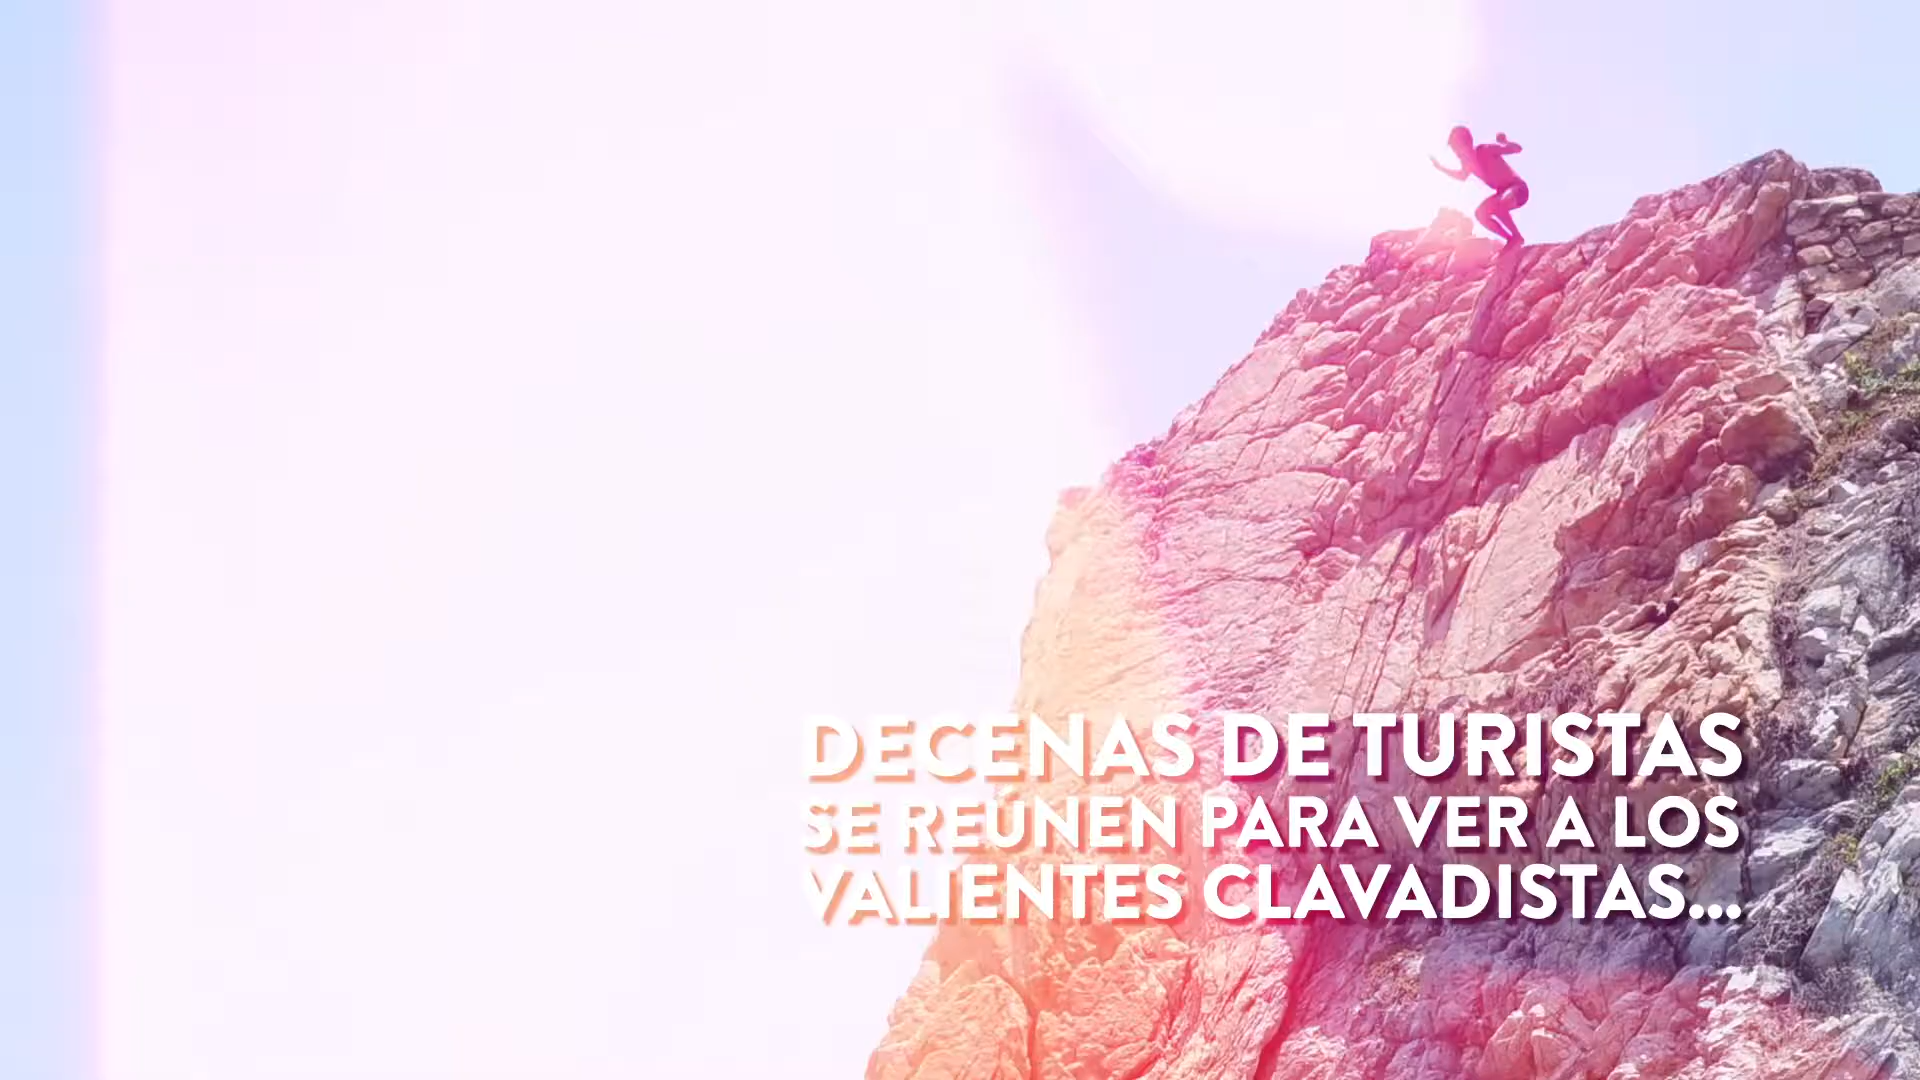 DECENAS DE TURISTAS
SE REÚNEN PARA VER A LOS
VALIENTES CLAVADISTAS...